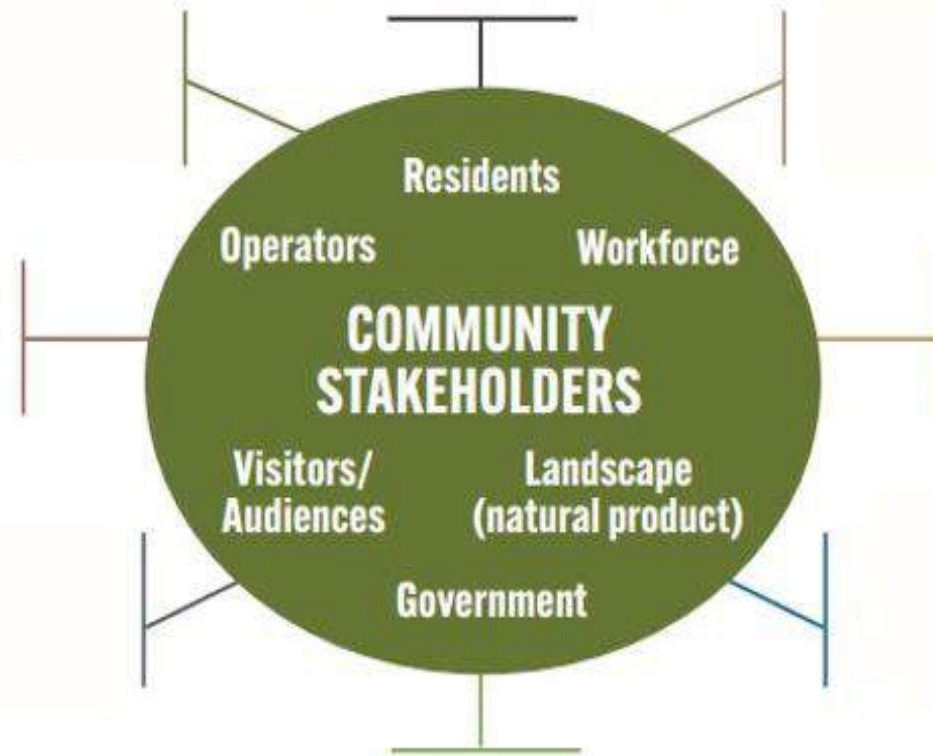 Residents
Operators
Workforce
COMMUNITY
STAKEHOLDERS
Visitors/
Audiences
Landscape
(natural product)
Government